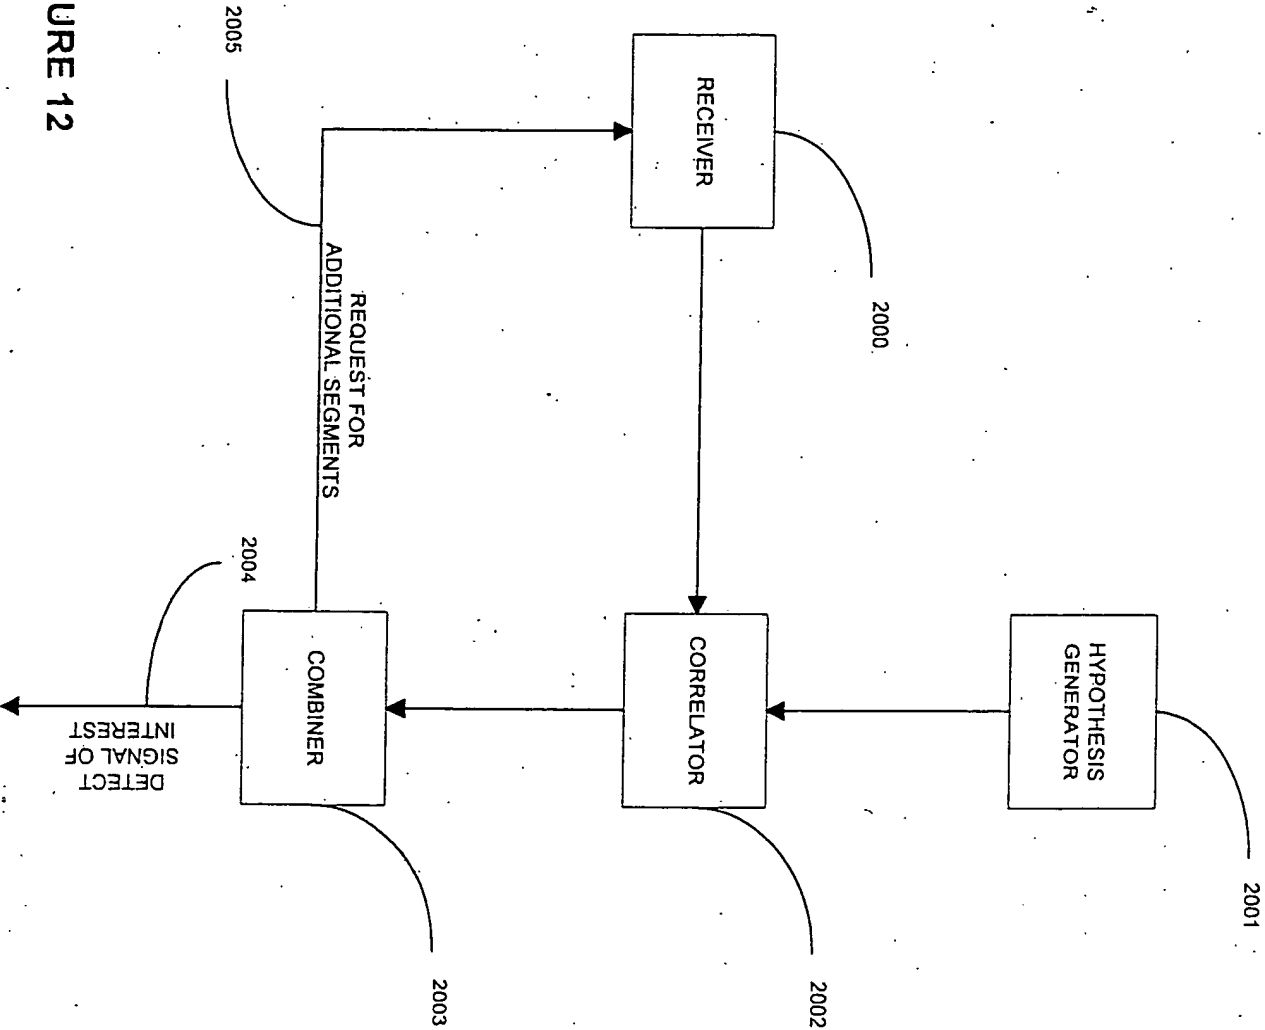 2001
HYPOTHESIS
GENERATOR
2000
RECEIVER
CORRELATOR
2002
REQUEST FOR
ADDITIONAL SEGMENTS
2005
COMBINER
2003
2004
DETECT
SIGNAL OF
INTEREST
URE 12